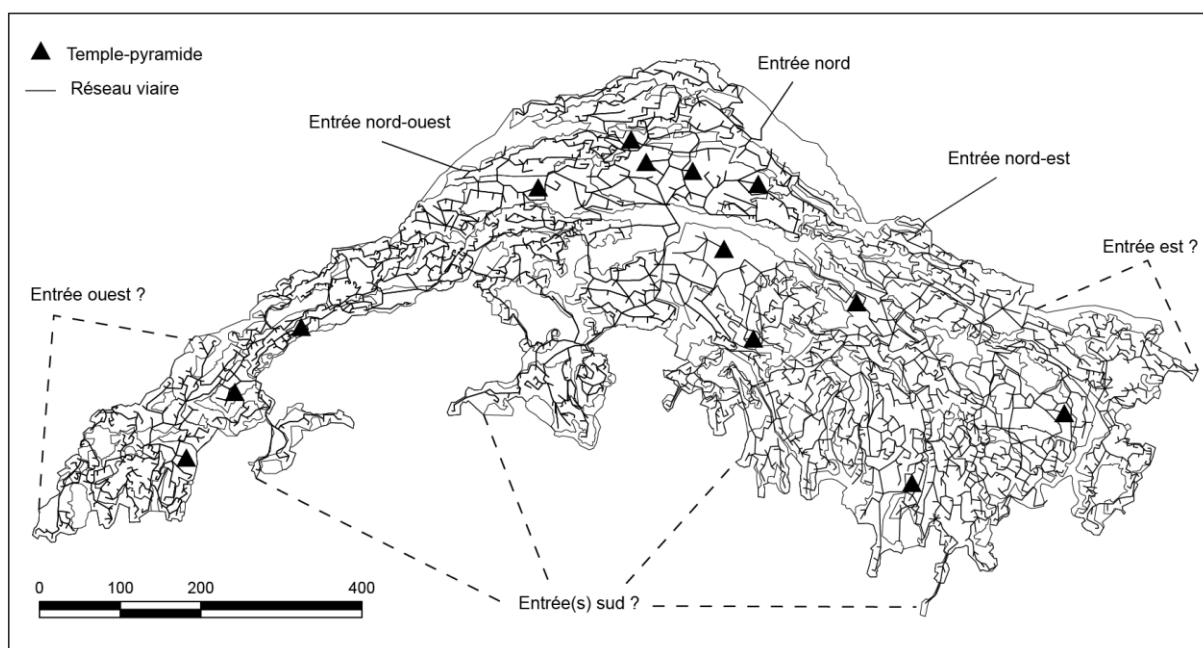 Temple-pyramide
Réseau viaire
Entrée nord
Entrée nord-ouest
Entrée nord-est
Entrée est ?
Entrée ouest ?
Entrée(s) sud ?
0 100 200 400